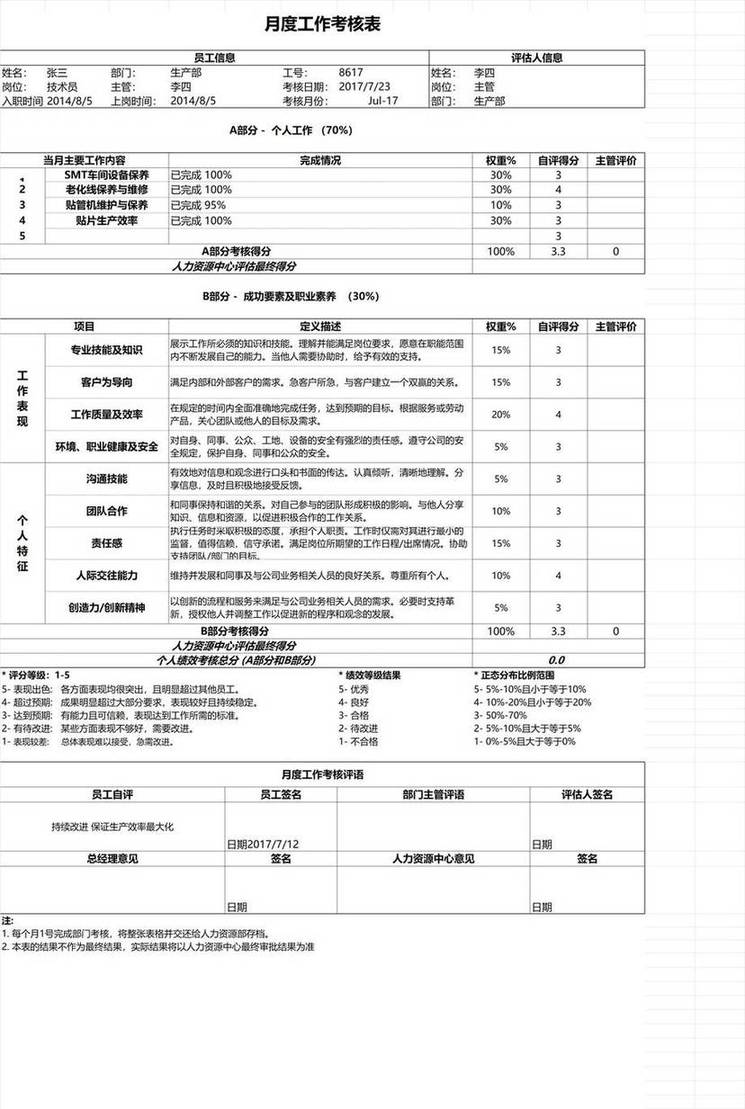 月度工作考核表
员工信息 评估人信息
姓名： 张三 部门： 生产部 工号： 8617 姓名： 李四
岗位： 技术员 主管： 李四 考核日期： 2017/7/23 岗位： 主管
入职时间 2014/8/5 上岗时间： 2014/8/5 考核月份： Jul-17 部门： 生产部
A部分 - 个人工作 （70%）
当月主要工作内容 完成情况 权重% 自评得分 主管评价
1 SMT车间设备保养 已完成 100% 30% 3
2 老化线保养与维修 已完成 100% 30% 4
3 贴管机维护与保养 已完成 95% 10% 3
4 贴片生产效率 已完成 100% 30% 3
5 3
A部分考核得分 100% 3.3 0
人力资源中心评估最终得分
B部分 - 成功要素及职业素养 （30%）
项目 定义描述 权重% 自评得分 主管评价
工作表现
专业技能及知识 展示工作所必须的知识和技能。理解并能满足岗位要求，愿意在职能范围 15% 3
内不断发展自己的能力。当他人需要协助时，给予有效的支持。
客户为导向 满足内部和外部客户的需求。急客户所急，与客户建立一个双赢的关系。 15% 3
工作质量及效率 在规定的时间内全面准确地完成任务，达到预期的目标。根据服务或劳动 20% 4
产品，关心团队或他人的目标及需求。
环境、职业健康及安全 对自身、同事、公众、工地、设备的安全有强烈的责任感。遵守公司的安 5% 3
全规定，保护自身、同事和公众的安全。
个人特征
沟通技能 有效地对信息和观念进行口头和书面的传达。认真倾听，清晰地理解。分 5% 3
享信息，及时且积极地接受反馈。
团队合作 和同事保持和谐的关系。对自己参与的团队形成积极的影响。与他人分享 10% 3
知识、信息和资源，以促进积极合作的工作关系。
责任感 执行任务时采取积极的态度，承担个人职责。工作时仅需对其进行最小的 15% 3
监督，值得信赖，信守承诺。满足岗位所期望的工作日程/出席情况。协助
支持团队/部门的目标。
人际交往能力 维持并发展和同事及与公司业务相关人员的良好关系。尊重所有个人。 10% 4
创造力/创新精神 以创新的流程和服务来满足与公司业务相关人员的需求。必要时支持革 5% 3
新，授权他人并调整工作以促进新的程序和观念的发展。
B部分考核得分 100% 3.3 0
人力资源中心评估最终得分
个人绩效考核总分 (A部分和B部分) 0.0
* 评分等级：1-5 * 绩效等级结果 * 正态分布比例范围
5- 表现出色： 各方面表现均很突出，且明显超过其他员工。 5- 优秀 5- 5%-10%且小于等于10%
4- 超过预期： 成果明显超过大部分要求，表现较好且持续稳定。 4- 良好 4- 10%-20%且小于等于20%
3- 达到预期： 有能力且可信赖，表现达到工作所需的标准。 3- 合格 3- 50%-70%
2- 有待改进： 某些方面表现不够好，需要改进。 2- 待改进 2- 5%-10%且大于等于5%
1- 表现较差： 总体表现难以接受，急需改进。 1- 不合格 1- 0%-5%且大于等于0%
月度工作考核评语
员工自评 员工签名 部门主管评语 评估人签名
持续改进 保证生产效率最大化
日期2017/7/12 日期
总经理意见 签名 人力资源中心意见 签名
日期 日期
注：
1. 每个月1号完成部门考核，将整张表格并交还给人力资源部存档。
2. 本表的结果不作为最终结果，实际结果将以人力资源中心最终审批结果为准